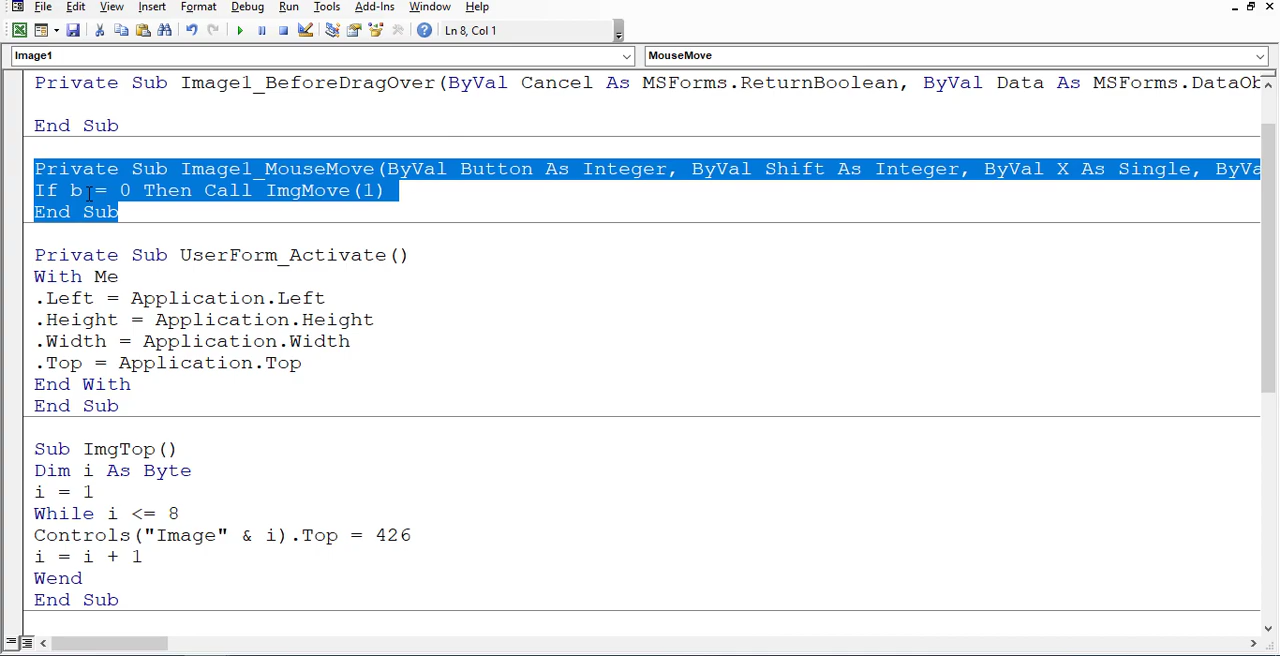 File Edit View Insert Format Debug Run Tools Add-Ins Window Help
Ln 8, Col 1
Image1 MouseMove
Private Sub Image1_BeforeDragOver(ByVal Cancel As MSForms.ReturnBoolean, ByVal Data As MSForms.DataOb
End Sub
Private Sub Image1_MouseMove(ByVal Button As Integer, ByVal Shift As Integer, ByVal X As Single, ByVa
If b = 0 Then Call ImgMove(1)
End Sub
Private Sub UserForm_Activate()
With Me
.Left = Application.Left
.Height = Application.Height
.Width = Application.Width
.Top = Application.Top
End With
End Sub
Sub ImgTop()
Dim i As Byte
i = 1
While i <= 8
Controls("Image" & i).Top = 426
i = i + 1
Wend
End Sub